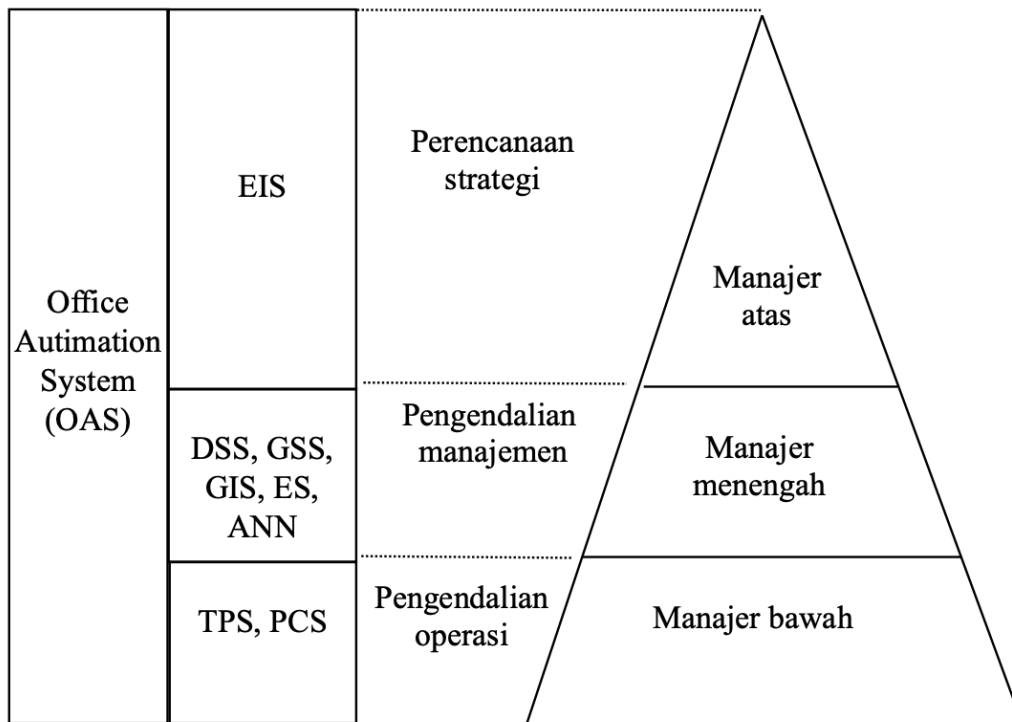 Office
Autimation
System
(OAS)
EIS
DSS, GSS,
GIS, ES,
ANN
TPS, PCS
Perencanaan
strategi
Pengendalian
manajemen
Pengendalian
operasi
Manajer
atas
Manajer
menengah
Manajer bawah